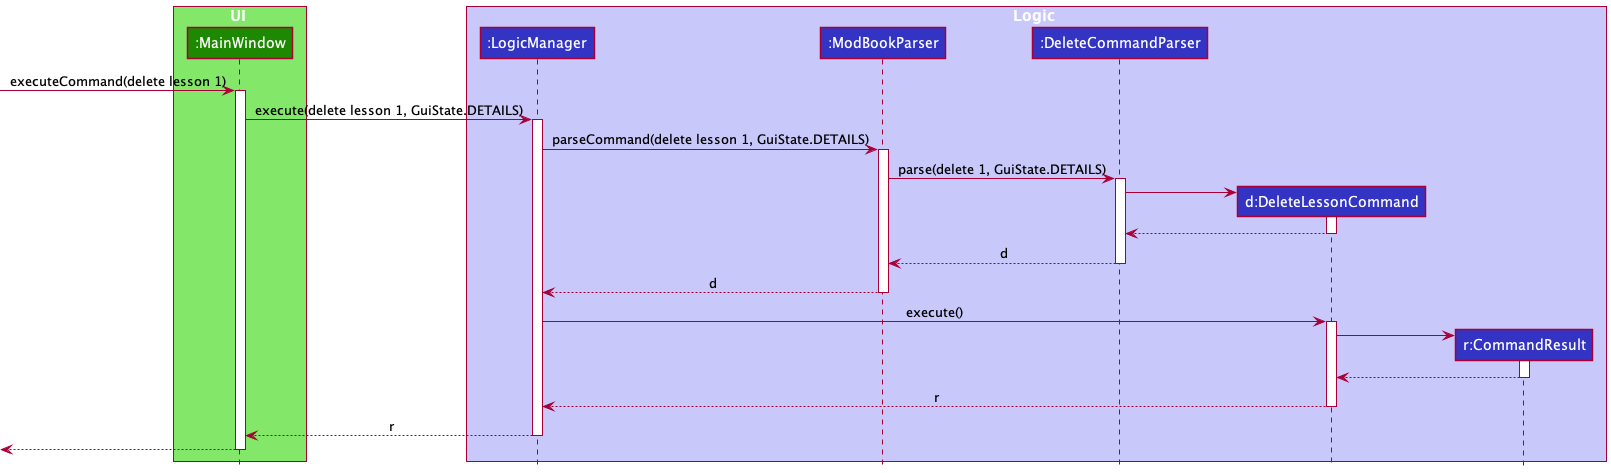 UI
Logic
:MainWindow
:LogicManager
:ModBookParser
:DeleteCommandParser
executeCommand(delete lesson 1)
execute(delete lesson 1, GuiState.DETAILS)
parseCommand(delete lesson 1, GuiState.DETAILS)
parse(delete 1, GuiState.DETAILS)
d:DeleteLessonCommand
d
d
execute()
r:CommandResult
r
r